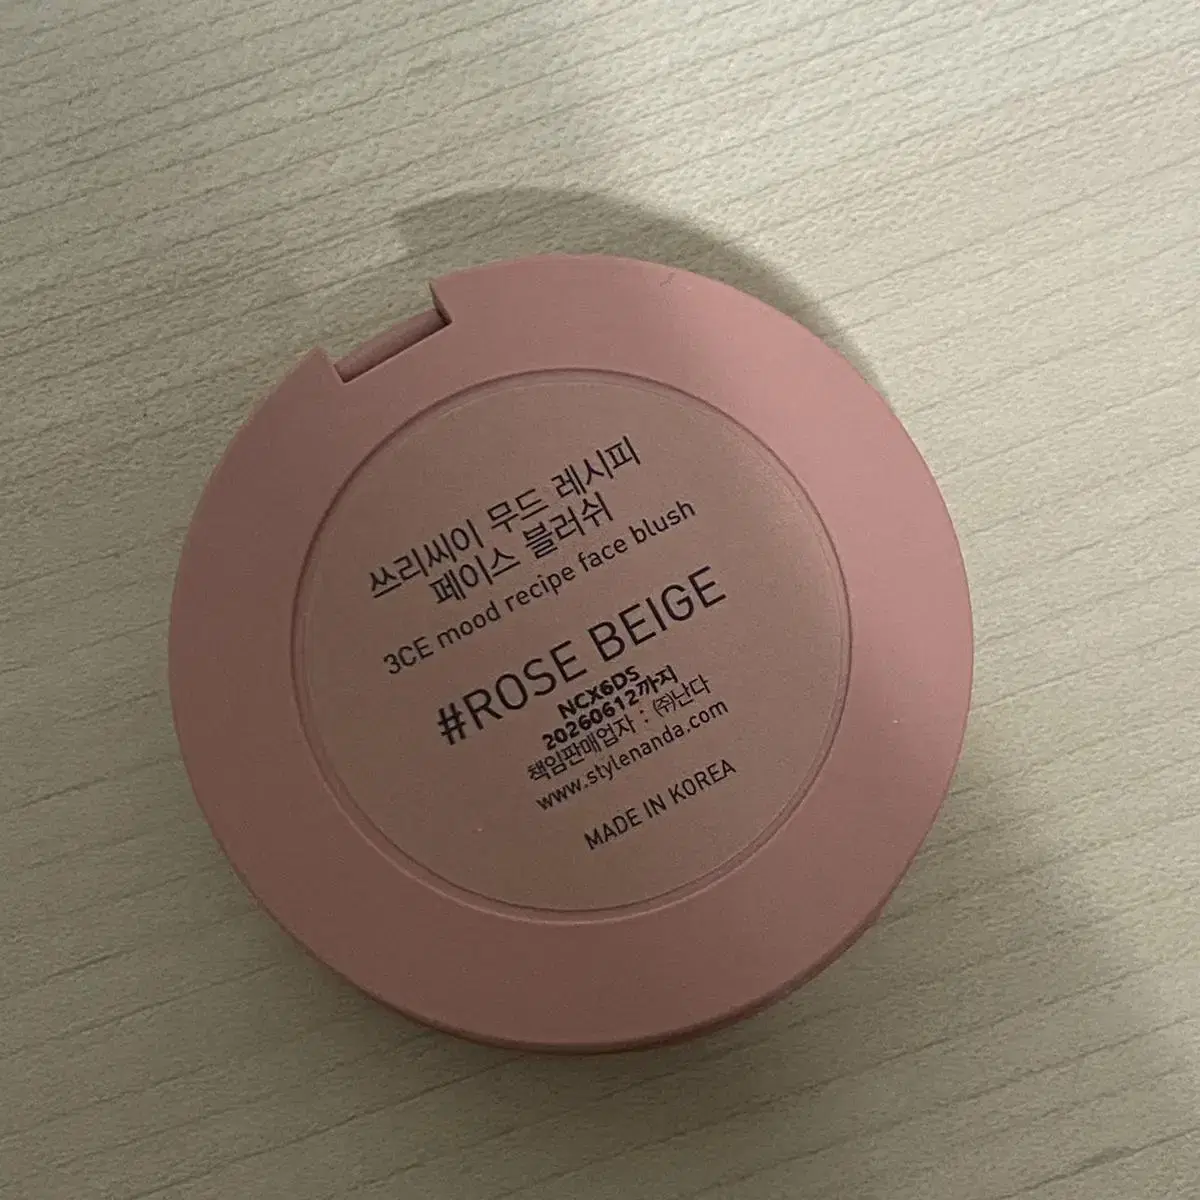 쓰리씨이 무드 레시피
페이스 블러쉬
3CE mood recipe face blush
#ROSE BEIGE
NCX6DS
20260612까지
책임판매업자 : ㈜난다
www.stylenanda.com
MADE IN KOREA